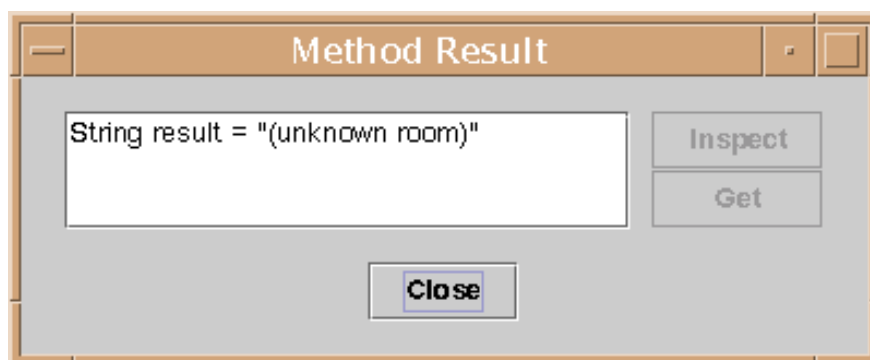 Method Result
String result = "(unknown room)"
Inspect
Get
Close